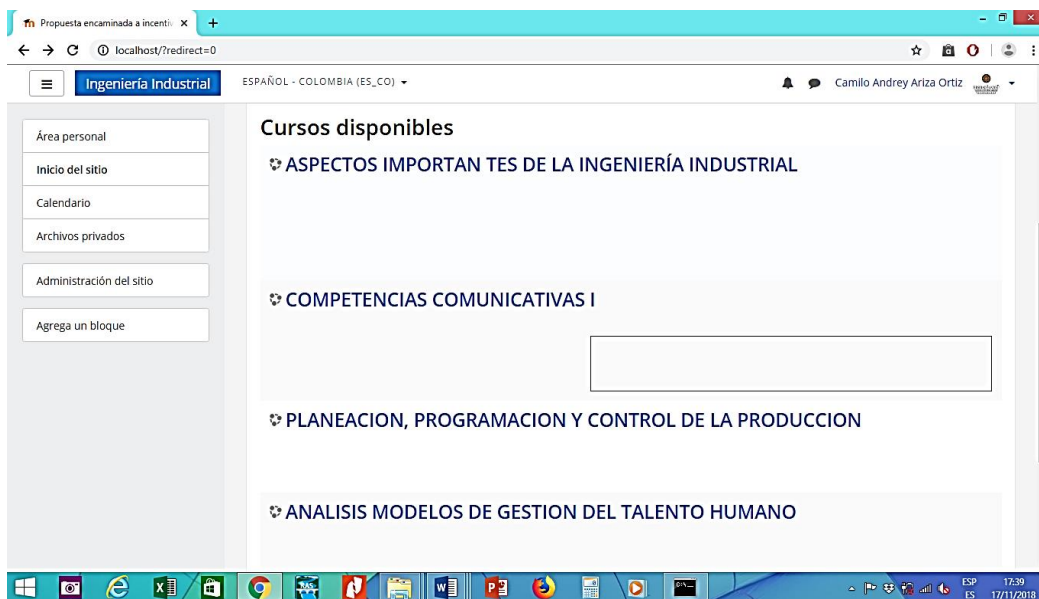 Propuesta encaminada a incentiv
localhost/?redirect=0
Ingeniería Industrial
ESPAÑOL - COLOMBIA (ES_CO)
Camilo Andrey Ariza Ortiz
Área personal
Inicio del sitio
Calendario
Archivos privados
Administración del sitio
Agrega un bloque
Cursos disponibles
ASPECTOS IMPORTAN TES DE LA INGENIERÍA INDUSTRIAL
COMPETENCIAS COMUNICATIVAS I
PLANEACION, PROGRAMACION Y CONTROL DE LA PRODUCCION
ANALISIS MODELOS DE GESTION DEL TALENTO HUMANO
ESP 17:39
ES 17/11/2018